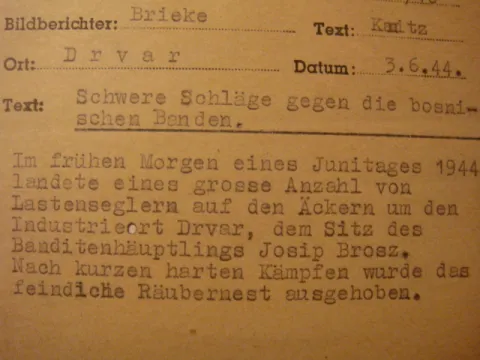 Bildberichter: Brieke
Text: Kautz
Ort: Drvar
Datum: 3.6.44.
Text: Schwere Schläge gegen die bosni-
schen Banden.
Im frühen Morgen eines Junitages 1944
landete eines grosse Anzahl von
Lastenseglern auf den Äckern um den
Industrieort Drvar, dem Sitz des
Banditenhäuptlings Josip Brosz.
Nach kurzen harten Kämpfen wurde das
feindliche Räubernest ausgehoben.